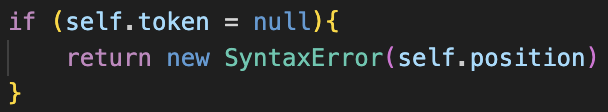 if (self.token = null){
    return new SyntaxError(self.position)
}